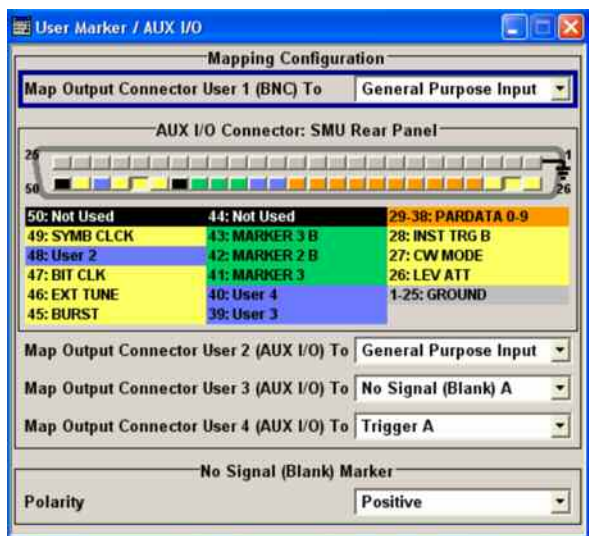 User Marker / AUX I/O
Mapping Configuration
Map Output Connector User 1 (BNC) To General Purpose Input
AUX I/O Connector: SMU Rear Panel
25 1
50 26
50: Not Used 44: Not Used 29-38: PARDATA 0-9
49: SYMB CLCK 43: MARKER 3 B 28: INST TRG B
48: User 2 42: MARKER 2 B 27: CW MODE
47: BIT CLK 41: MARKER 3 26: LEV ATT
46: EXT TUNE 40: User 4 1-25: GROUND
45: BURST 39: User 3
Map Output Connector User 2 (AUX I/O) To General Purpose Input
Map Output Connector User 3 (AUX I/O) To No Signal (Blank) A
Map Output Connector User 4 (AUX I/O) To Trigger A
No Signal (Blank) Marker
Polarity Positive